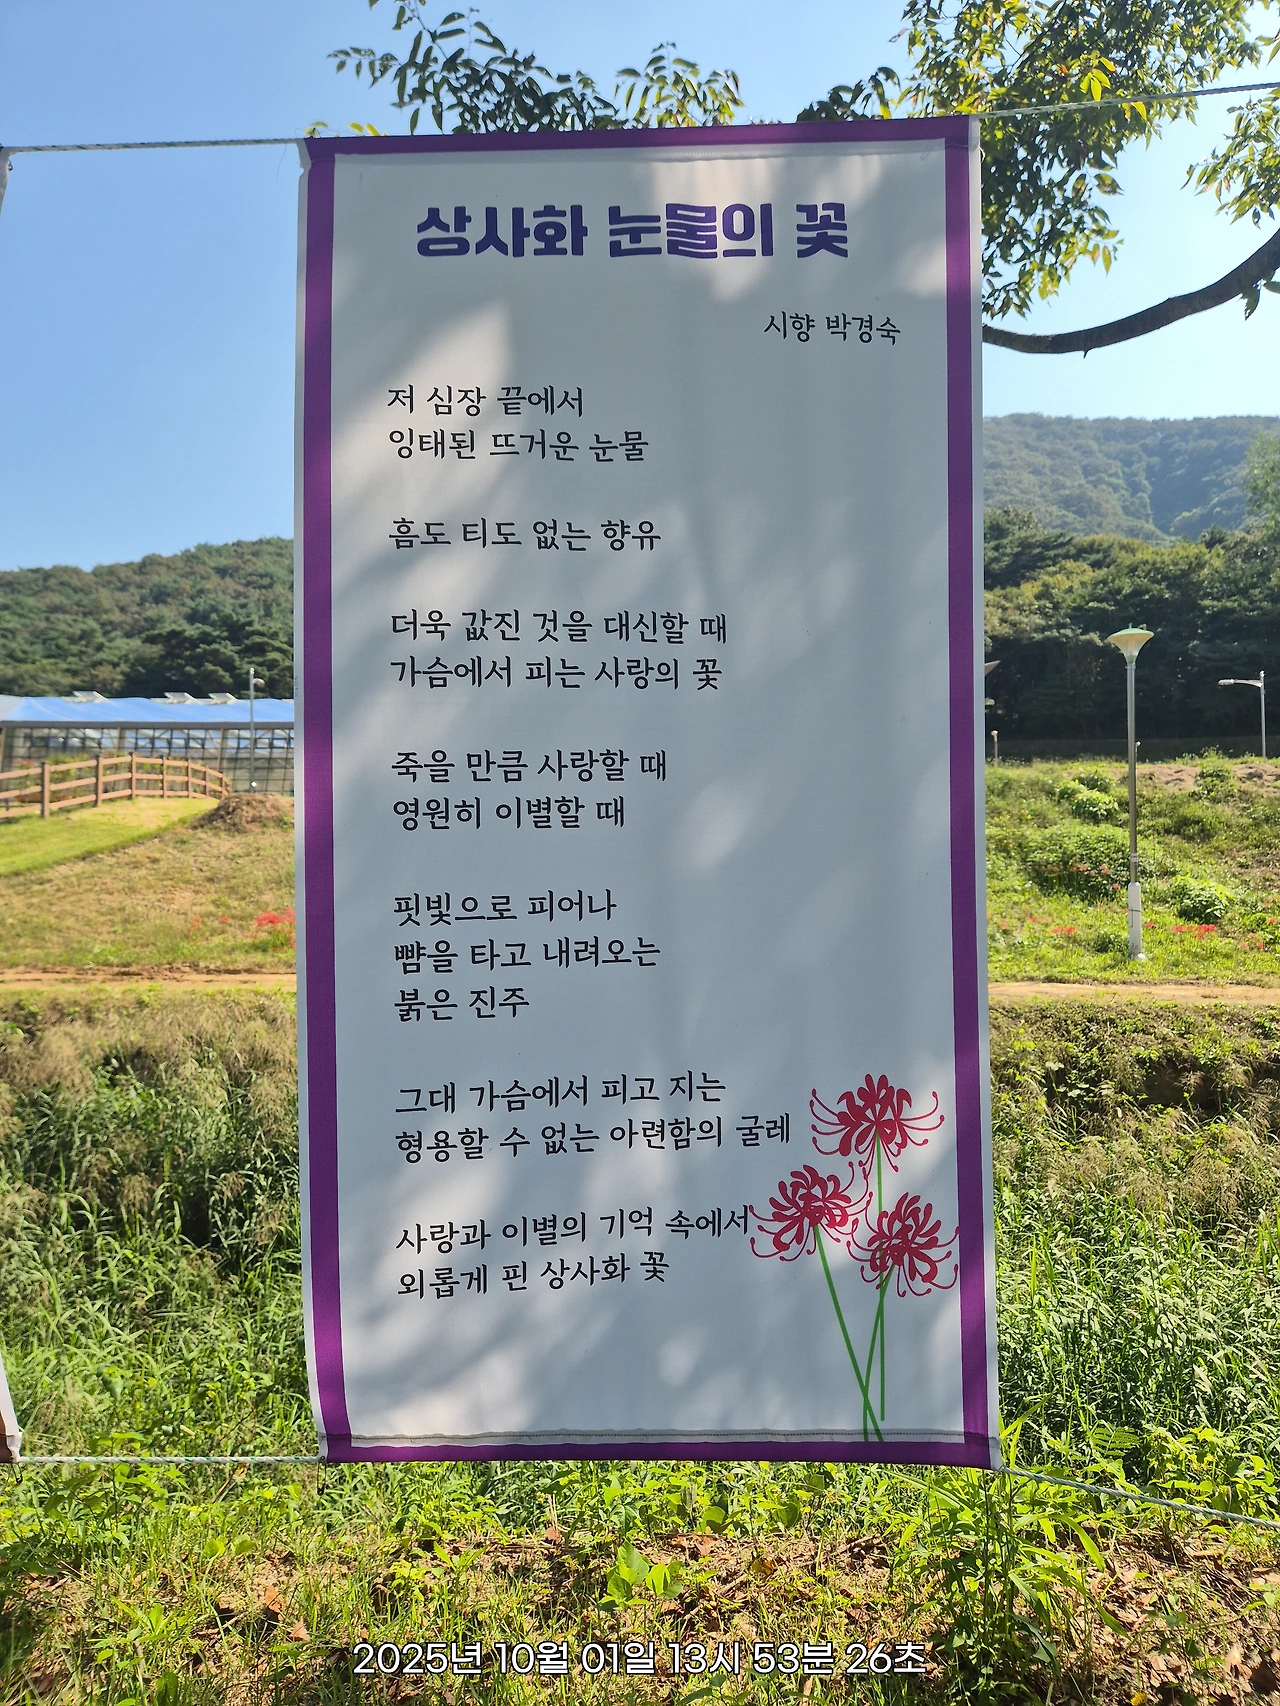 상사화 눈물의 꽃
시향 박경숙
저 심장 끝에서
잉태된 뜨거운 눈물
흠도 티도 없는 향유
더욱 값진 것을 대신할 때
가슴에서 피는 사랑의 꽃
죽을 만큼 사랑할 때
영원히 이별할 때
핏빛으로 피어나
뺨을 타고 내려오는
붉은 진주
그대 가슴에서 피고 지는
형용할 수 없는 아련함의 굴레
사랑과 이별의 기억 속에서
외롭게 핀 상사화 꽃
2025년 10월 01일 13시 53분 26초